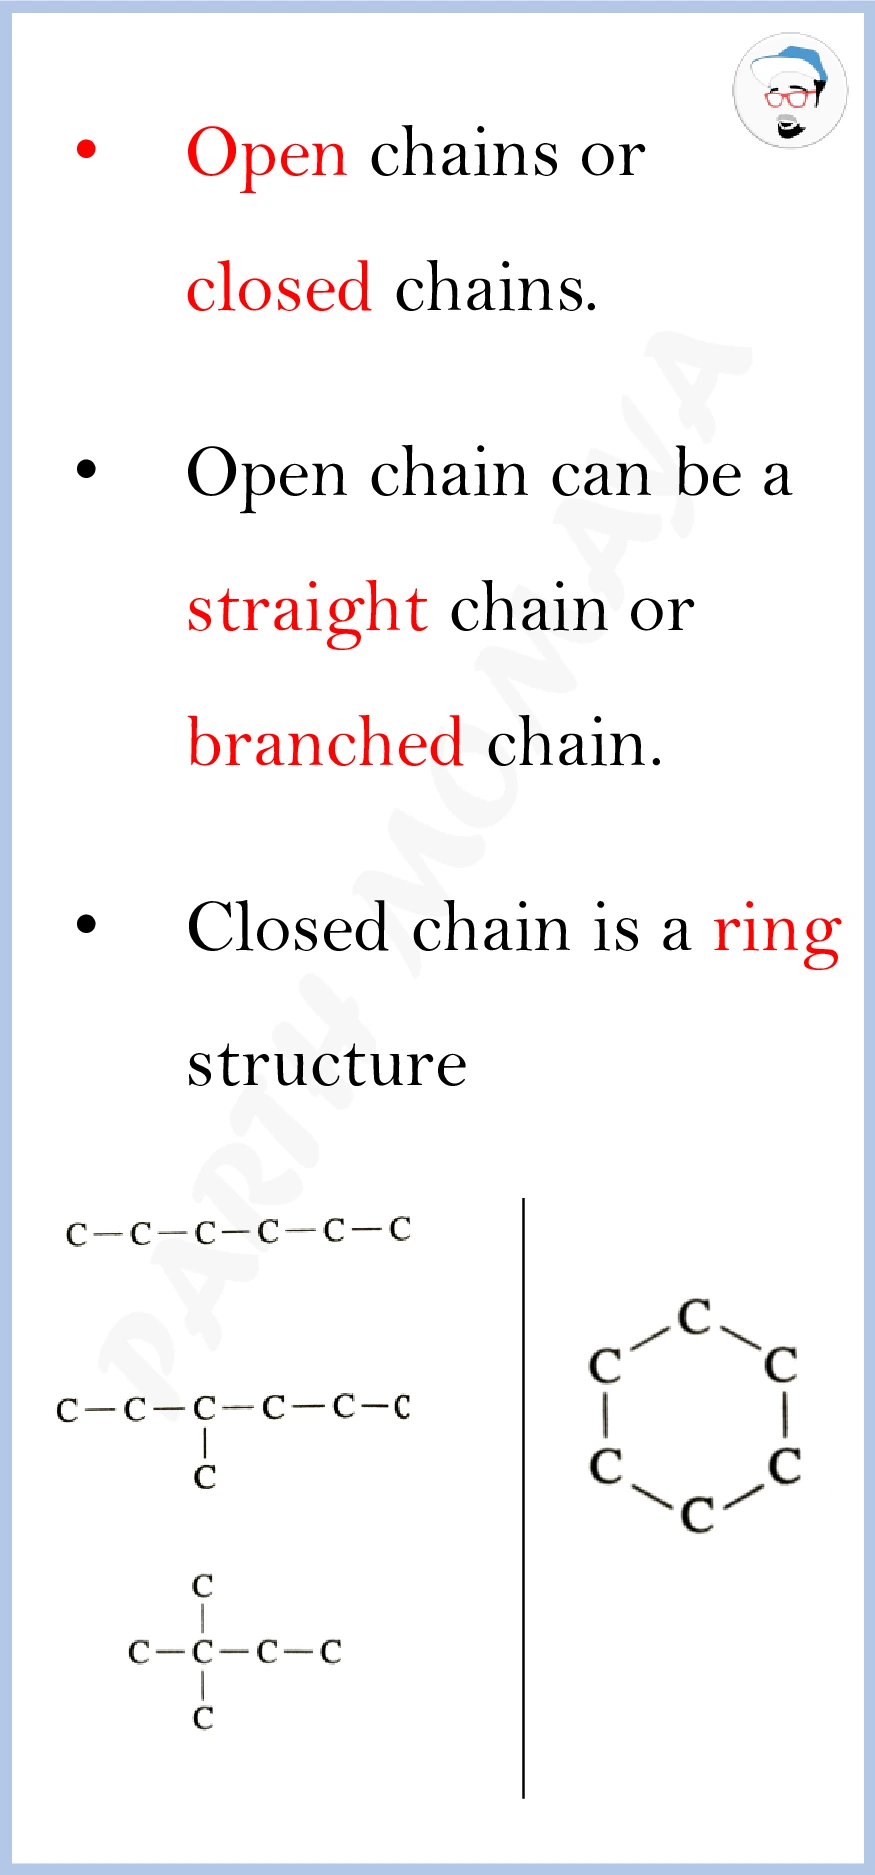 • Open chains or
closed chains.
• Open chain can be a
straight chain or
branched chain.
• Closed chain is a ring
structure
C—C—C—C—C—C
C—C—C—C—C—C
|
C
C
|
C—C—C—C
|
C
C
C C
| |
C C
C
PARTH MOMAYA